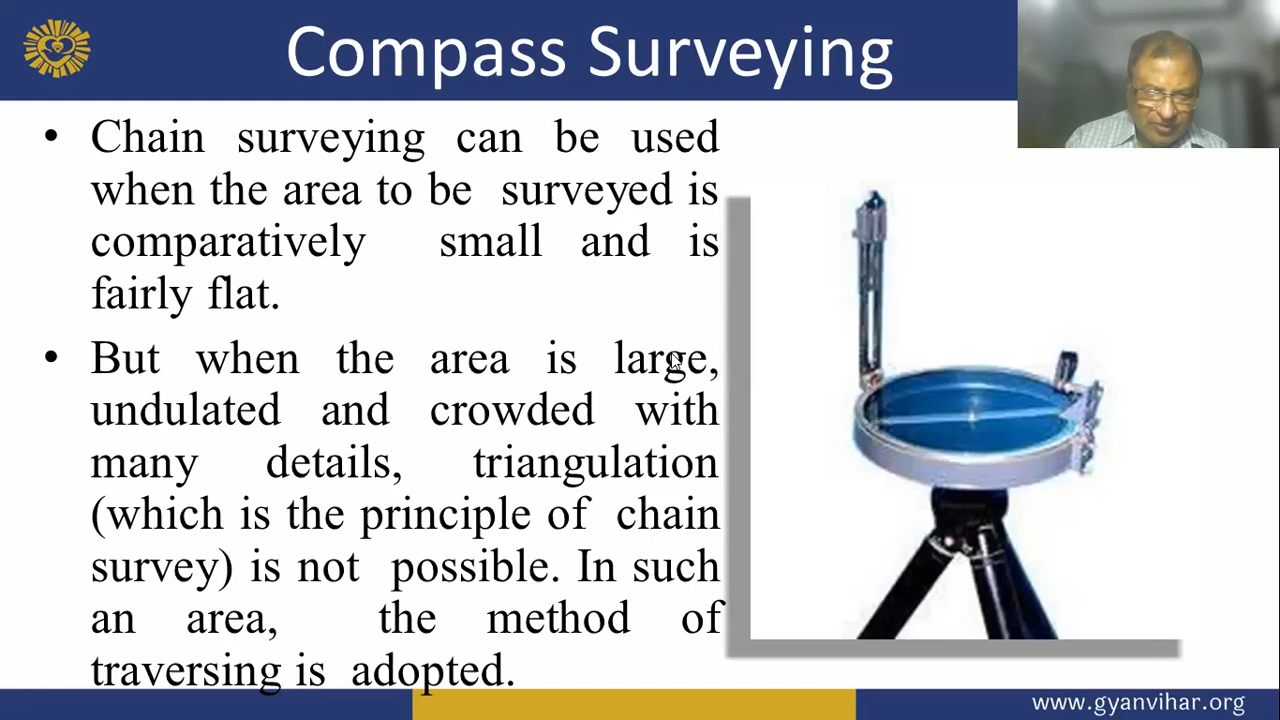 Compass Surveying
• Chain surveying can be used
when the area to be surveyed is
comparatively small and is
fairly flat.
• But when the area is large,
undulated and crowded with
many details, triangulation
(which is the principle of chain
survey) is not possible. In such
an area, the method of
traversing is adopted.
www.gyanvihar.org